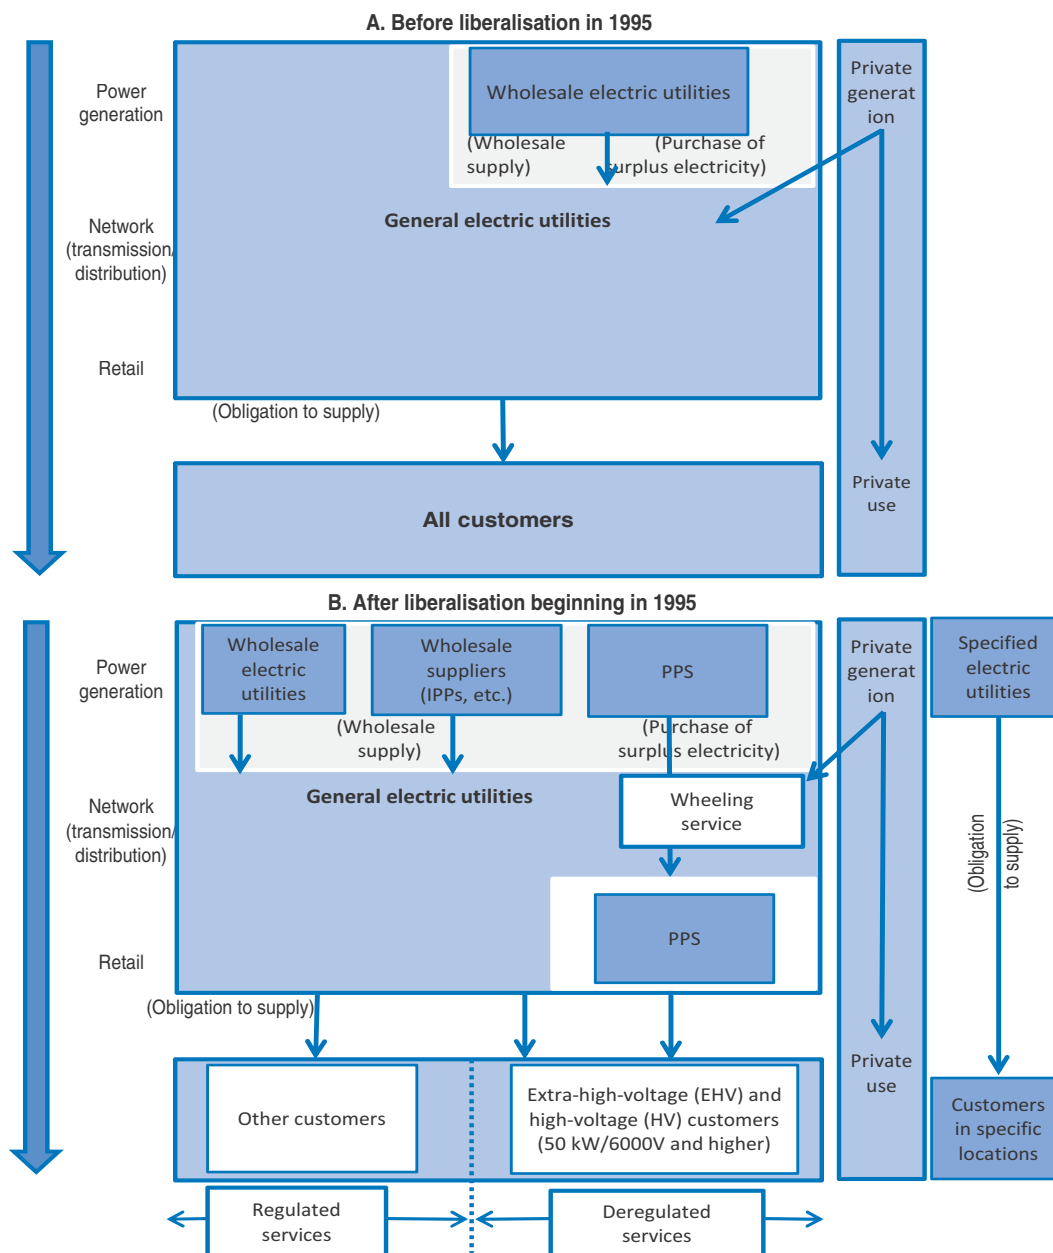 A. Before liberalisation in 1995
Power
generation
Wholesale electric utilities
(Wholesale
supply)
(Purchase of
surplus electricity)
Private
generat
ion
General electric utilities
Network
(transmission/
distribution)
Retail
(Obligation to supply)
All customers
Private
use
B. After liberalisation beginning in 1995
Power
generation
Wholesale
electric
utilities
Wholesale
suppliers
(IPPs, etc.)
PPS
Private
generat
ion
Specified
electric
utilities
(Wholesale
supply)
(Purchase of
surplus electricity)
General electric utilities
Wheeling
service
Network
(transmission/
distribution)
(Obligation
to supply)
PPS
Retail
(Obligation to supply)
Other customers
Extra-high-voltage (EHV) and
high-voltage (HV) customers
(50 kW/6000V and higher)
Private
use
Customers
in specific
locations
Regulated
services
Deregulated
services